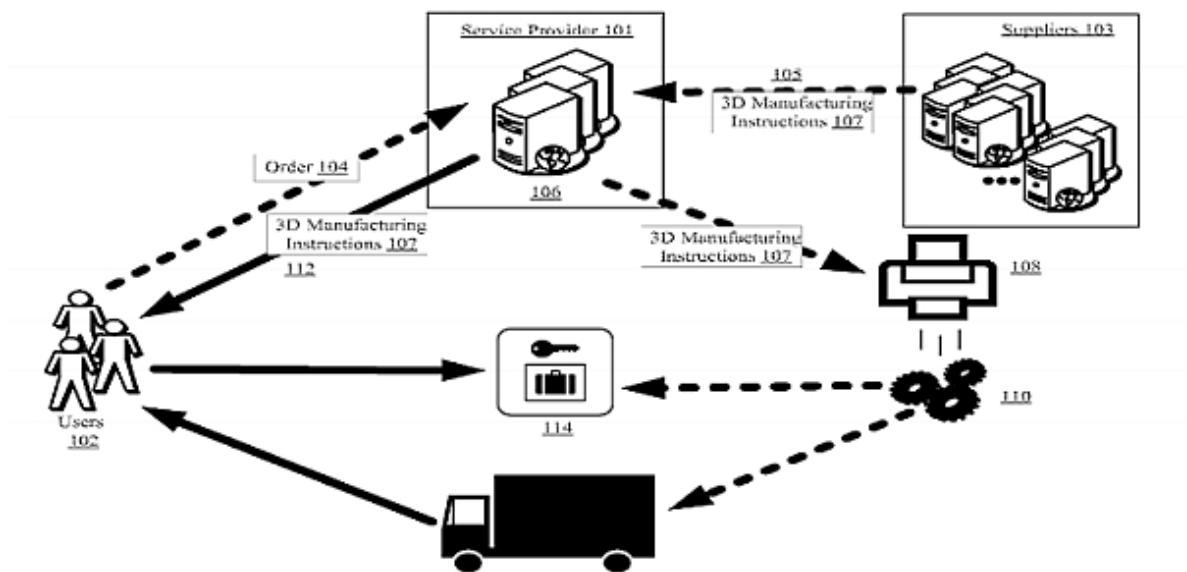 Service Provider 101
Suppliers 103
105
3D Manufacturing
Instructions 107
Order 104
106
3D Manufacturing
Instructions 107
112
3D Manufacturing
Instructions 107
108
Users
102
114
110